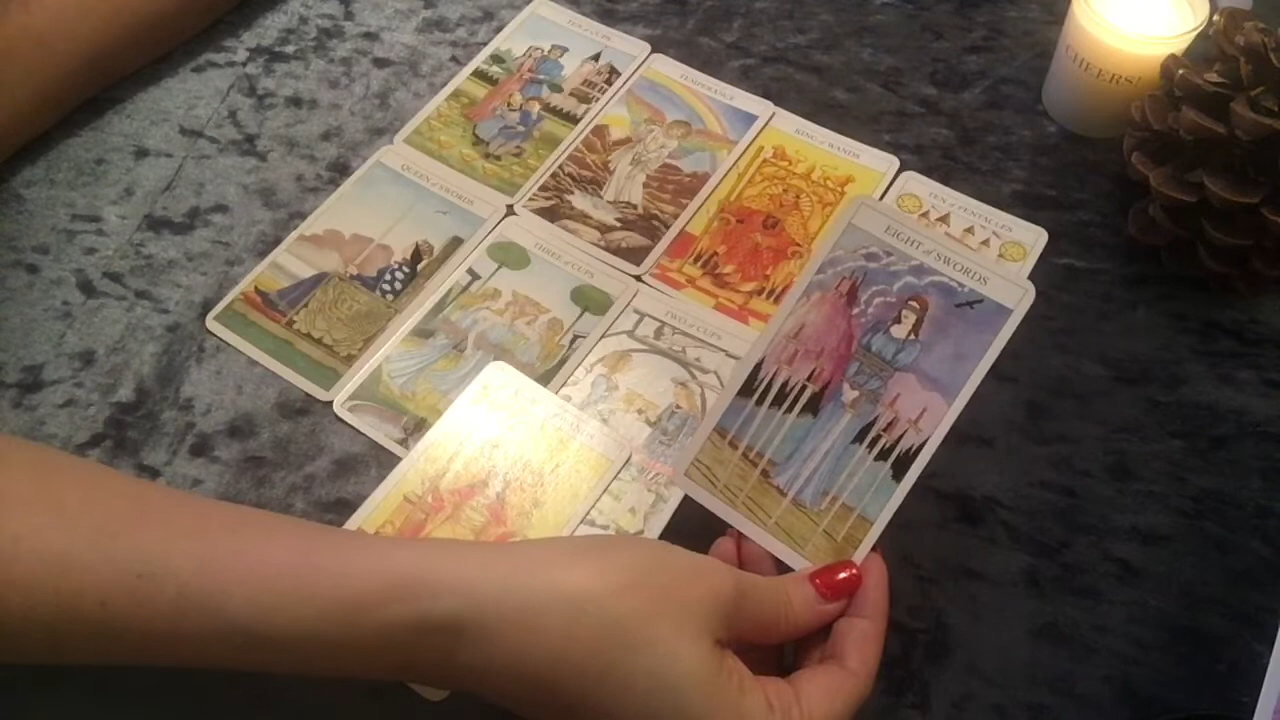 TEN of CUPS
TEMPERANCE
KING of WANDS
TEN of PENTACLES
QUEEN of SWORDS
THREE of CUPS
TWO of CUPS
EIGHT of SWORDS
CHEERS!